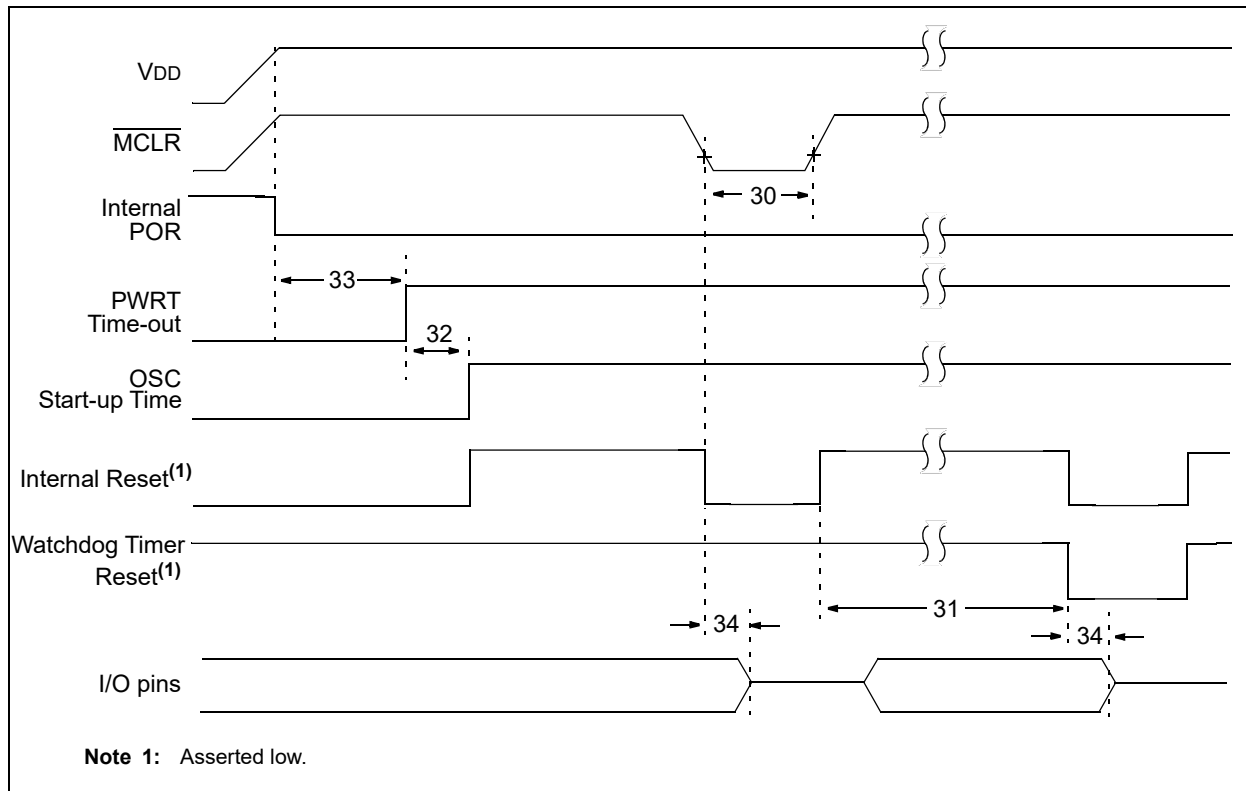 VDD
MCLR
30
Internal
POR
33
PWRT
Time-out
32
OSC
Start-up Time
Internal Reset(1)
Watchdog Timer
Reset(1)
31
34
34
I/O pins
Note 1: Asserted low.